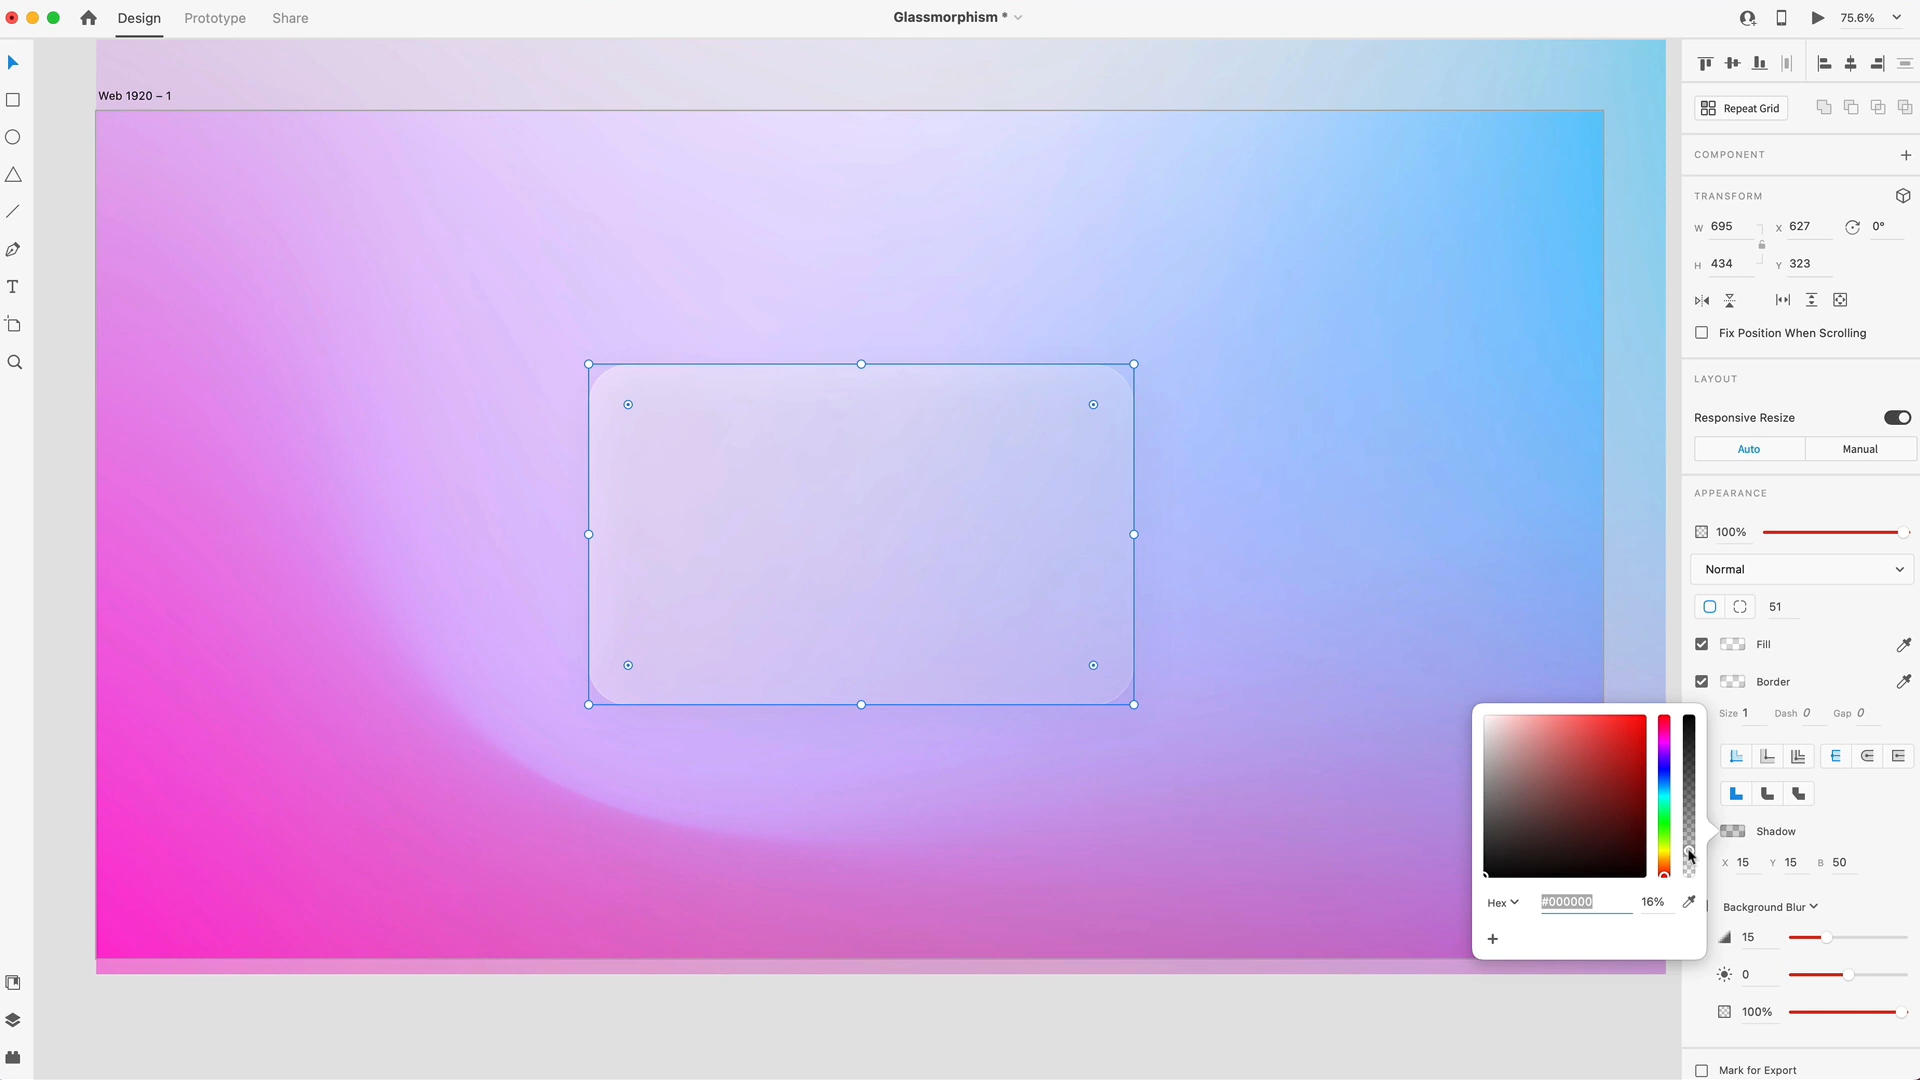 Design Prototype Share Glassmorphism * 75.6%
Web 1920 – 1
Repeat Grid
COMPONENT
TRANSFORM
W 695 X 627 0°
H 434 Y 323
Fix Position When Scrolling
LAYOUT
Responsive Resize
Auto Manual
APPEARANCE
100%
Normal
51
Fill
Border
Size 1 Dash 0 Gap 0
Shadow
X 15 Y 15 B 50
Hex #000000 16%
Background Blur
15
0
100%
Mark for Export